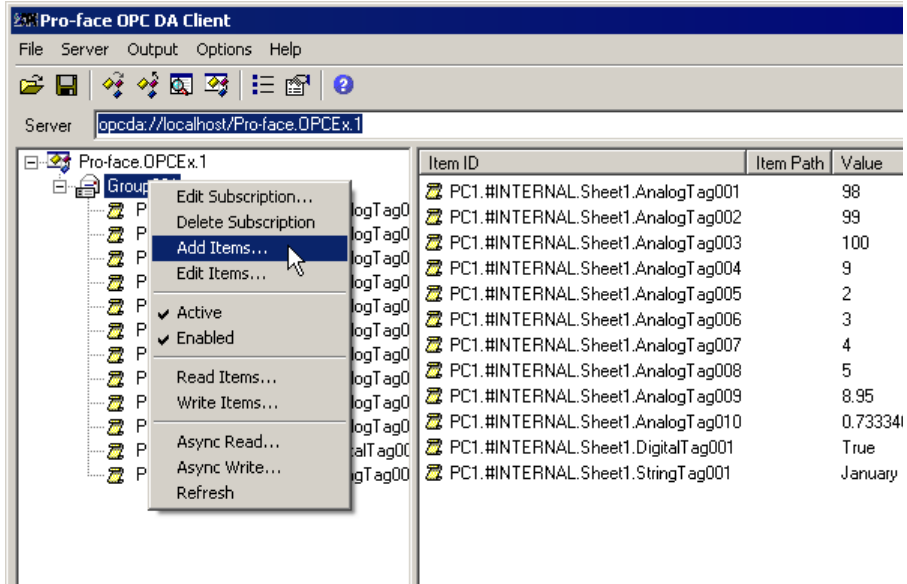 Pro-face OPC DA Client
File Server Output Options Help
Server opcda://localhost/Pro-face.OPCEx.1
Pro-face.OPCEx.1
Edit Subscription...
Delete Subscription
Add Items...
Edit Items...
Active
Enabled
Read Items...
Write Items...
Async Read...
Async Write...
Refresh
Item ID Item Path Value
PC1.#INTERNAL.Sheet1.AnalogTag001 98
PC1.#INTERNAL.Sheet1.AnalogTag002 99
PC1.#INTERNAL.Sheet1.AnalogTag003 100
PC1.#INTERNAL.Sheet1.AnalogTag004 9
PC1.#INTERNAL.Sheet1.AnalogTag005 2
PC1.#INTERNAL.Sheet1.AnalogTag006 3
PC1.#INTERNAL.Sheet1.AnalogTag007 4
PC1.#INTERNAL.Sheet1.AnalogTag008 5
PC1.#INTERNAL.Sheet1.AnalogTag009 8.95
PC1.#INTERNAL.Sheet1.AnalogTag010 0.733340
PC1.#INTERNAL.Sheet1.DigitalTag001 True
PC1.#INTERNAL.Sheet1.StringTag001 January